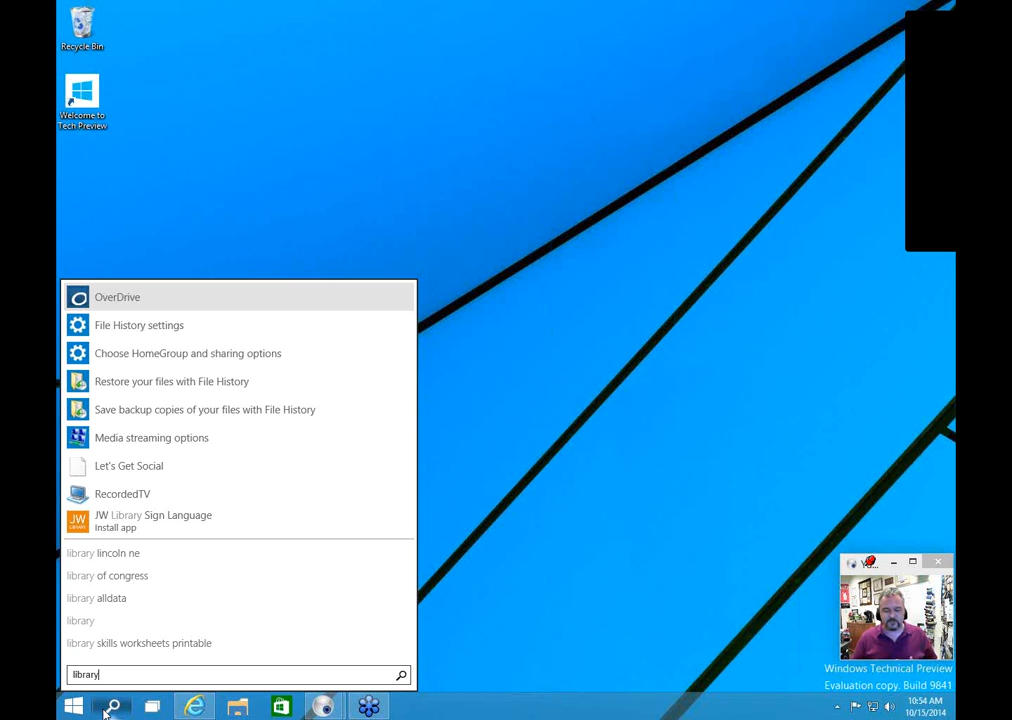 Recycle Bin
Welcome to
Tech Preview
OverDrive
File History settings
Choose HomeGroup and sharing options
Restore your files with File History
Save backup copies of your files with File History
Media streaming options
Let's Get Social
RecordedTV
JW Library Sign Language
Install app
library lincoln ne
library of congress
library alldata
library
library skills worksheets printable
library
Windows Technical Preview
Evaluation copy. Build 9841
10:54 AM
10/15/2014